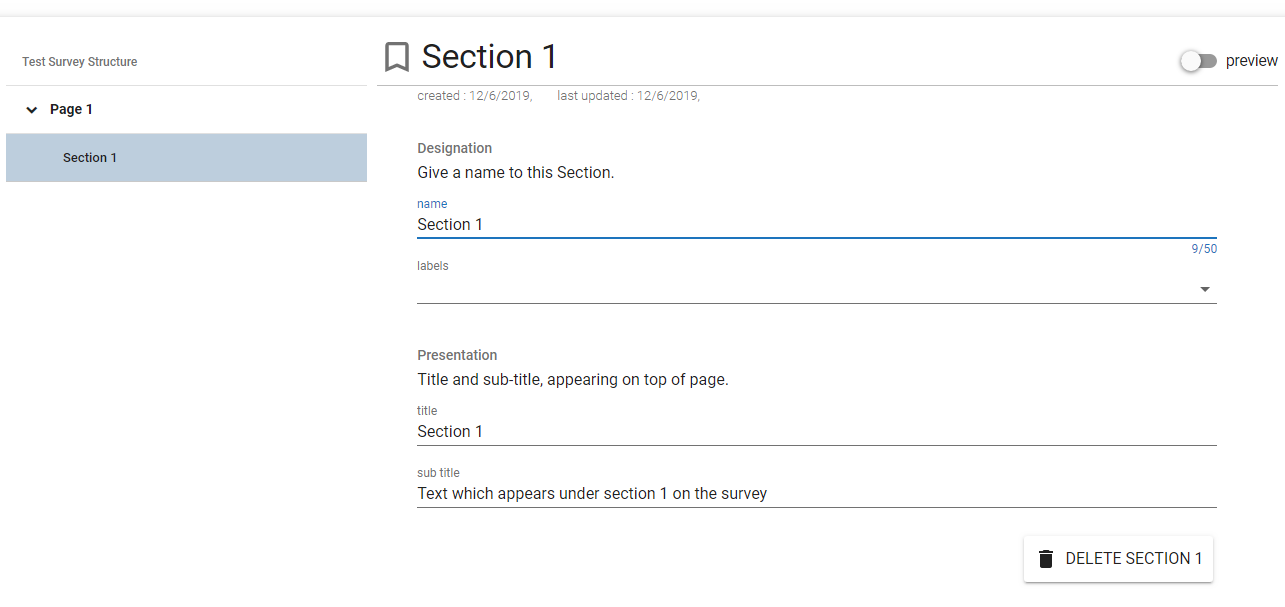 Test Survey Structure
Page 1
Section 1
Section 1
preview
created : 12/6/2019, last updated : 12/6/2019,
Designation
Give a name to this Section.
name
Section 1
9/50
labels
Presentation
Title and sub-title, appearing on top of page.
title
Section 1
sub title
Text which appears under section 1 on the survey
DELETE SECTION 1